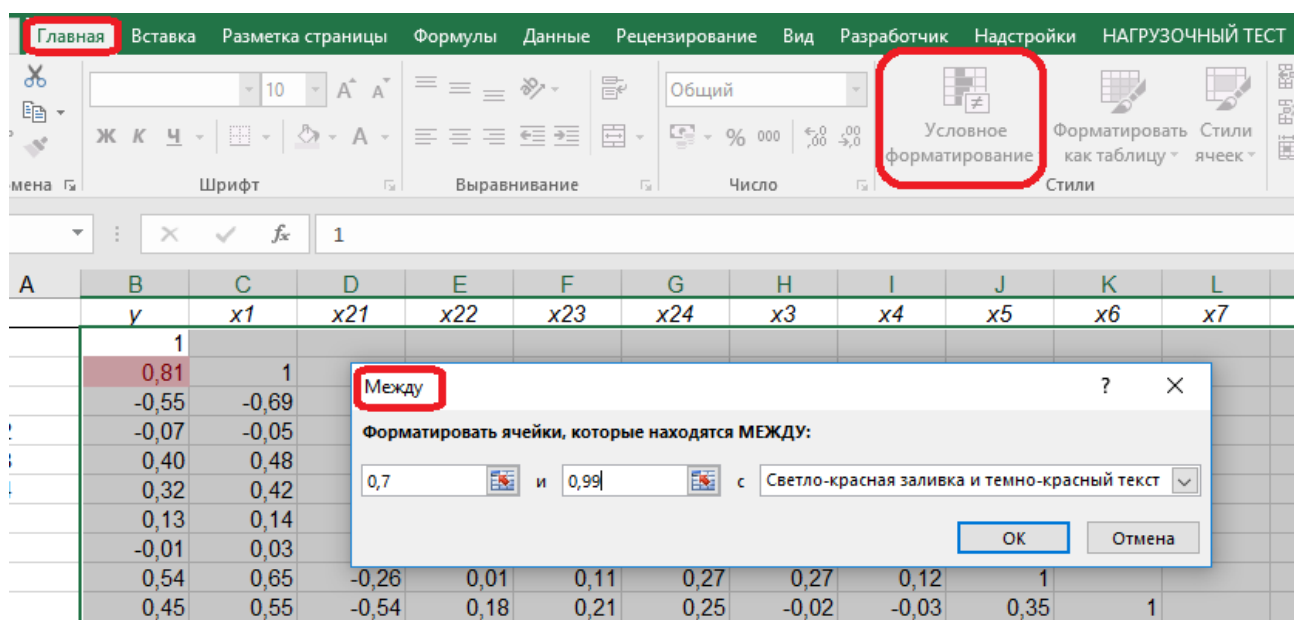 Главная Вставка Разметка страницы Формулы Данные Рецензирование Вид Разработчик Надстройки НАГРУЗОЧНЫЙ ТЕСТ
10 A A Общий
Условное форматирование
Форматировать как таблицу
Стили ячеек
Ж К Ч A % 000 ,00 ,0
мена Шрифт Выравнивание Число Стили
fx 1
A B C D E F G H I J K L
y x1 x21 x22 x23 x24 x3 x4 x5 x6 x7
1
0,81 1
-0,55 -0,69
-0,07 -0,05
0,40 0,48
0,32 0,42
0,13 0,14
-0,01 0,03
0,54 0,65 -0,26 0,01 0,11 0,27 0,27 0,12 1
0,45 0,55 -0,54 0,18 0,21 0,25 -0,02 -0,03 0,35 1
Между ?
Форматировать ячейки, которые находятся МЕЖДУ:
0,7 и 0,99 с Светло-красная заливка и темно-красный текст
ОК Отмена